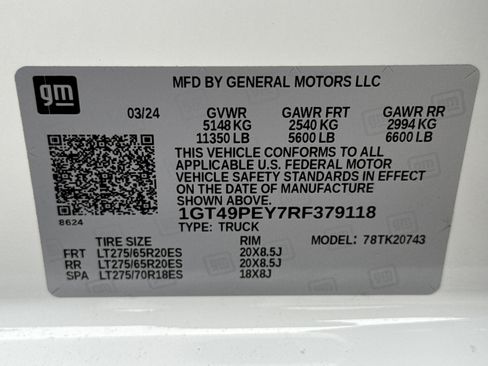 gm
MFD BY GENERAL MOTORS LLC
03/24 GVWR GAWR FRT GAWR RR
5148 KG 2540 KG 2994 KG
11350 LB 5600 LB 6600 LB
THIS VEHICLE CONFORMS TO ALL
APPLICABLE U.S. FEDERAL MOTOR
VEHICLE SAFETY STANDARDS IN EFFECT
ON THE DATE OF MANUFACTURE
SHOWN ABOVE.
8624
1GT49PEY7RF379118
TYPE: TRUCK
TIRE SIZE RIM MODEL: 78TK20743
FRT LT275/65R20ES 20X8.5J
RR LT275/65R20ES 20X8.5J
SPA LT275/70R18ES 18X8J